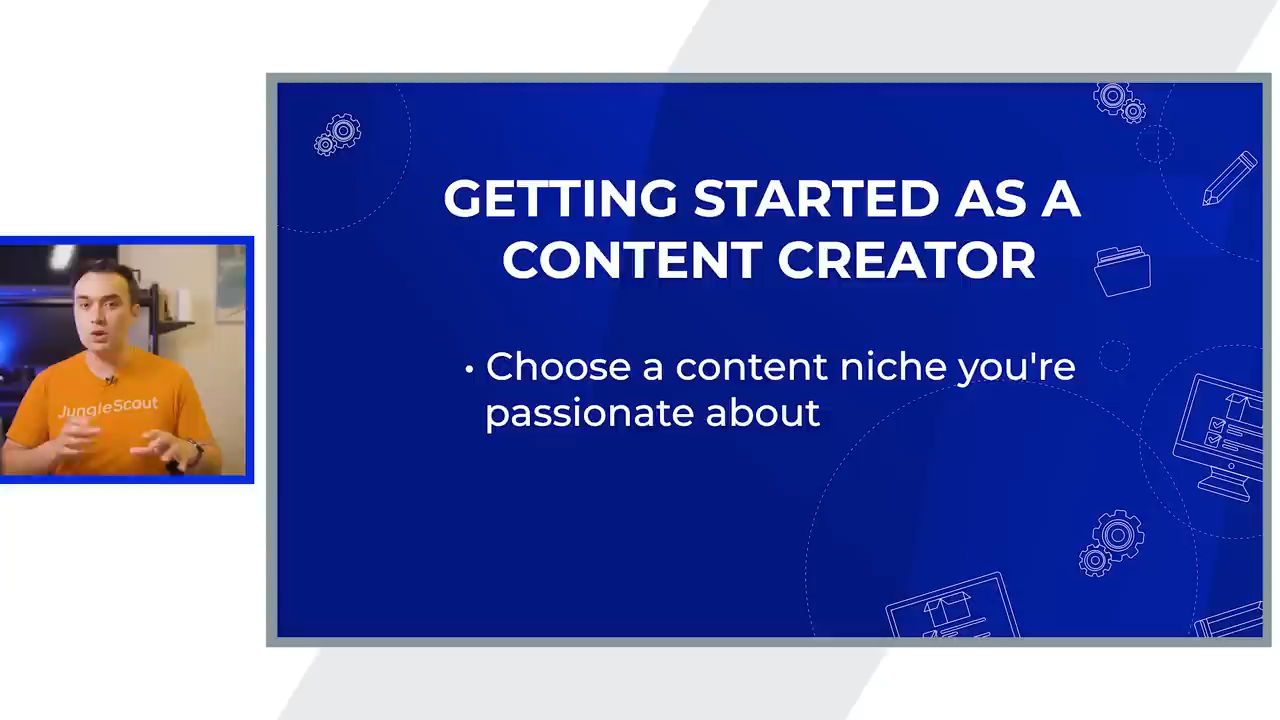 GETTING STARTED AS A
CONTENT CREATOR
• Choose a content niche you're
passionate about
JungleScout